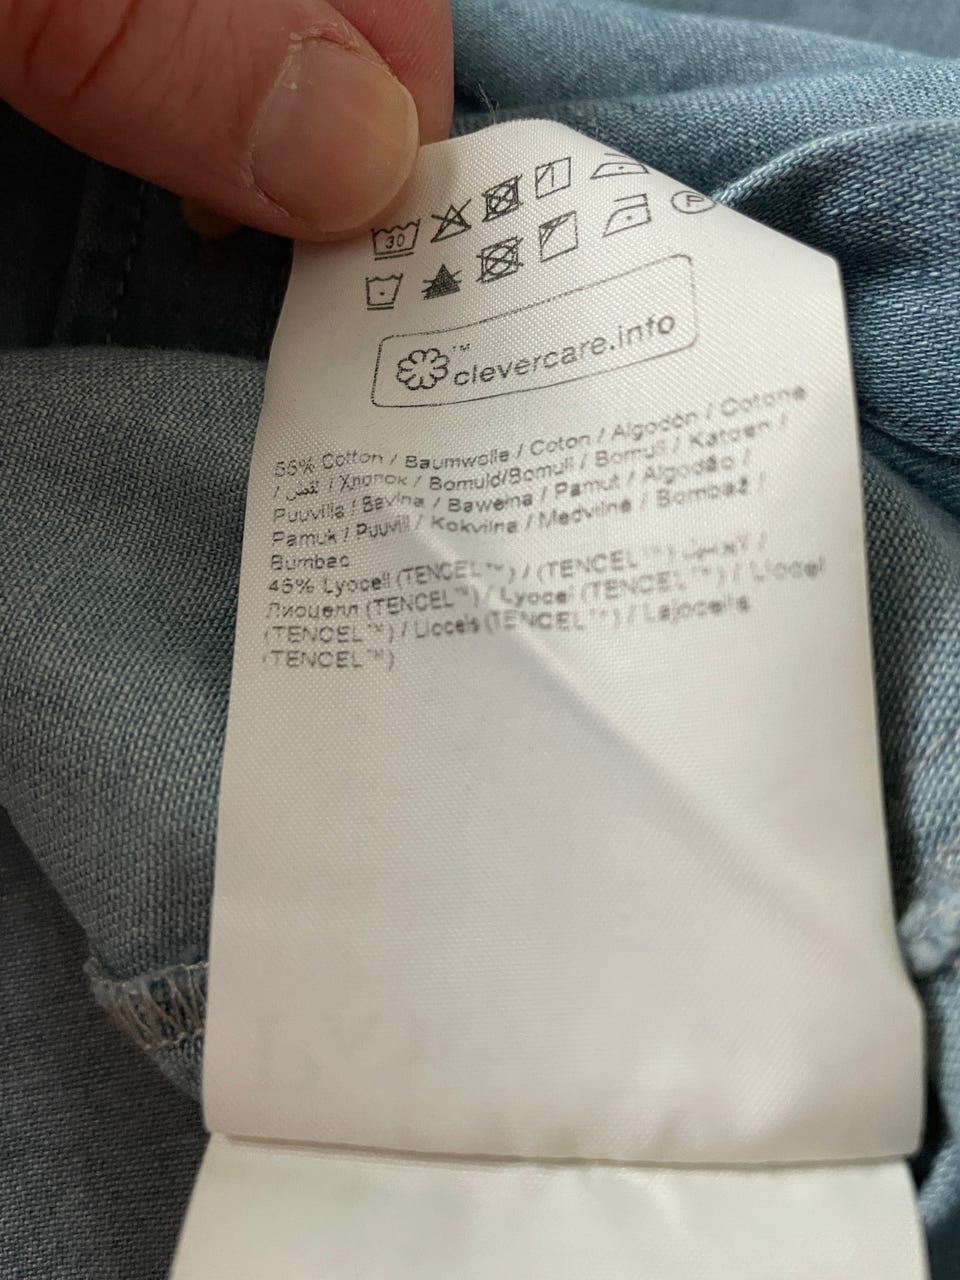 30
P
™ clevercare.info
55% Cotton / Baumwolle / Coton / Algodón / Cotone
/ قطن / Хлопок / Bomuld/Bomull / Bomull / Katoen /
Puuvilla / Bavlna / Bawełna / Pamut / Algodão /
Pamuk / Puuvill / Kokvilna / Medvilnė / Bombaž /
Bumbac
45% Lyocell (TENCEL™) / (TENCEL™) /
Лиоцелл (TENCEL™) / Lyocel (TENCEL™) / Liocel
(TENCEL™) / Liocels (TENCEL™) / Lajocelis
(TENCEL™)